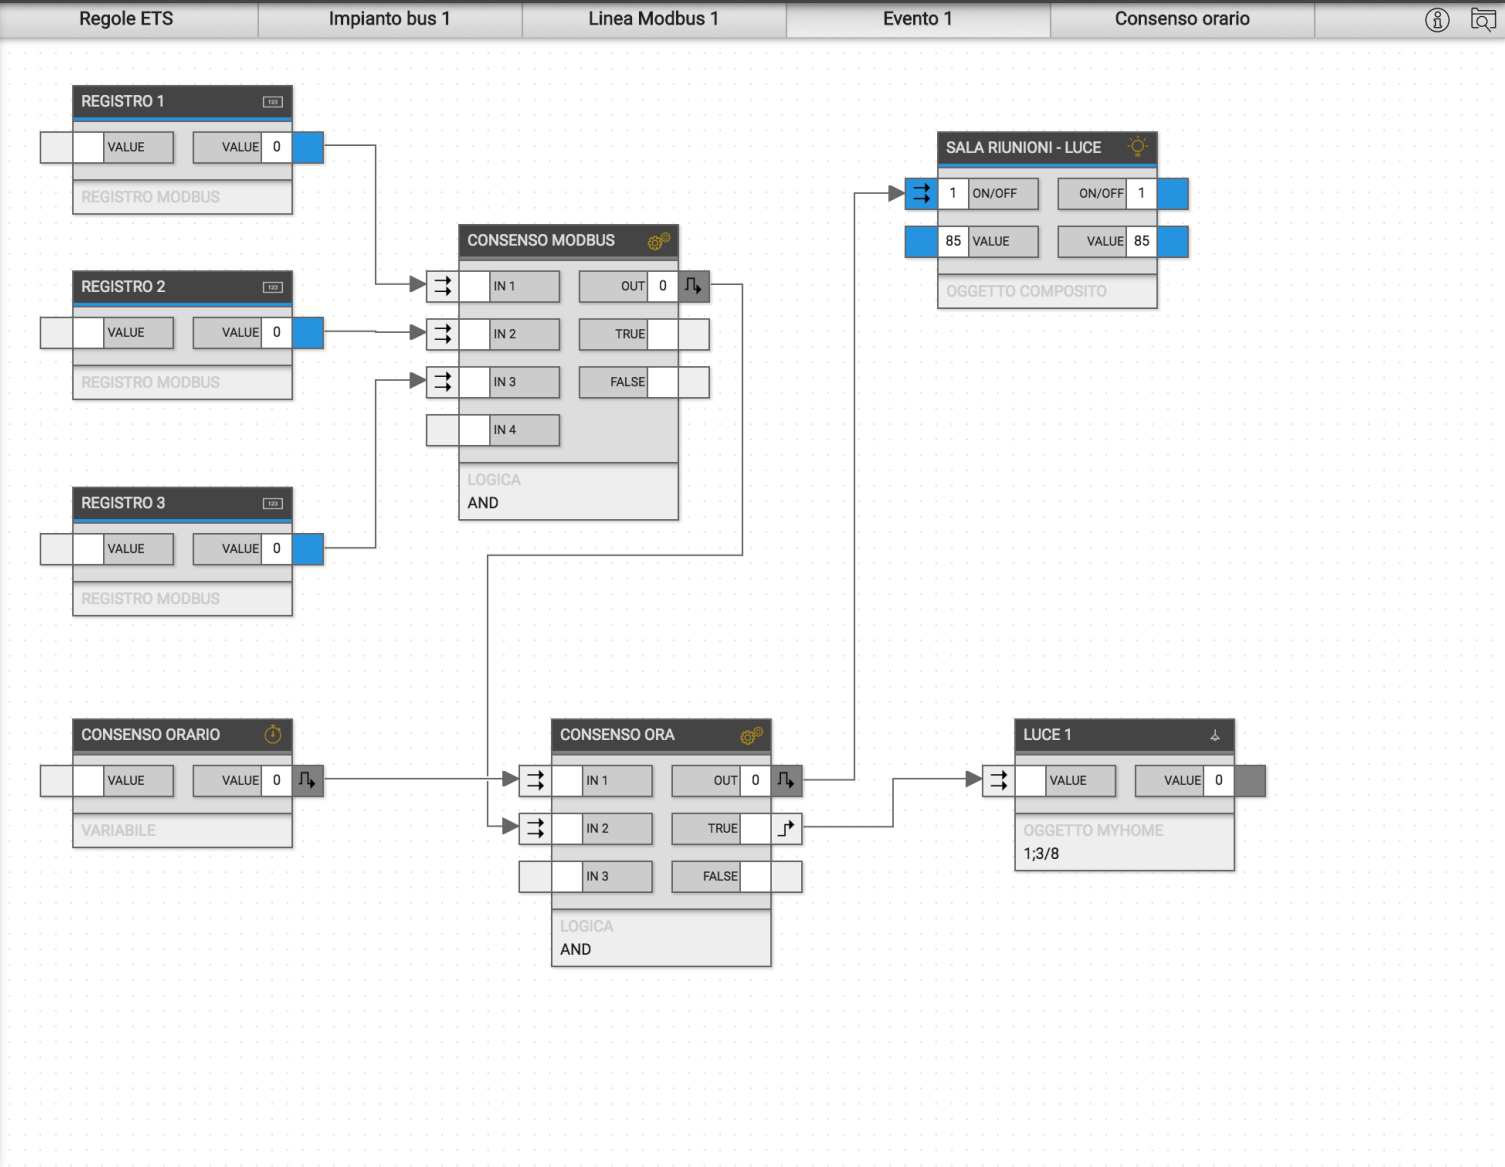 Regole ETS
Impianto bus 1
Linea Modbus 1
Evento 1
Consenso orario
REGISTRO 1
123
VALUE
VALUE 0
REGISTRO MODBUS
REGISTRO 2
123
VALUE
VALUE 0
REGISTRO MODBUS
REGISTRO 3
123
VALUE
VALUE 0
REGISTRO MODBUS
CONSENSO MODBUS
IN 1
OUT 0
IN 2
TRUE
IN 3
FALSE
IN 4
LOGICA
AND
SALA RIUNIONI - LUCE
1 ON/OFF
ON/OFF 1
85 VALUE
VALUE 85
OGGETTO COMPOSITO
CONSENSO ORARIO
VALUE
VALUE 0
VARIABILE
CONSENSO ORA
IN 1
OUT 0
IN 2
TRUE
IN 3
FALSE
LOGICA
AND
LUCE 1
VALUE
VALUE 0
OGGETTO MYHOME
1;3/8